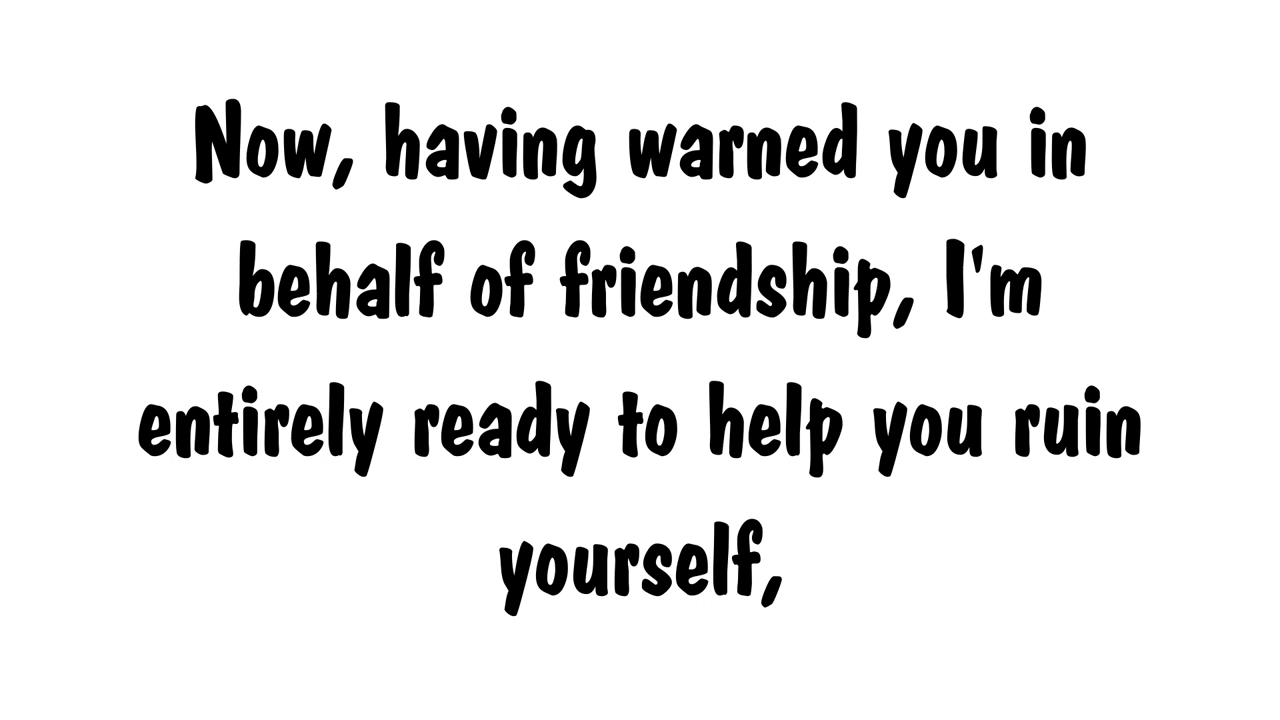 Now, having warned you in
behalf of friendship, I'm
entirely ready to help you ruin
yourself,